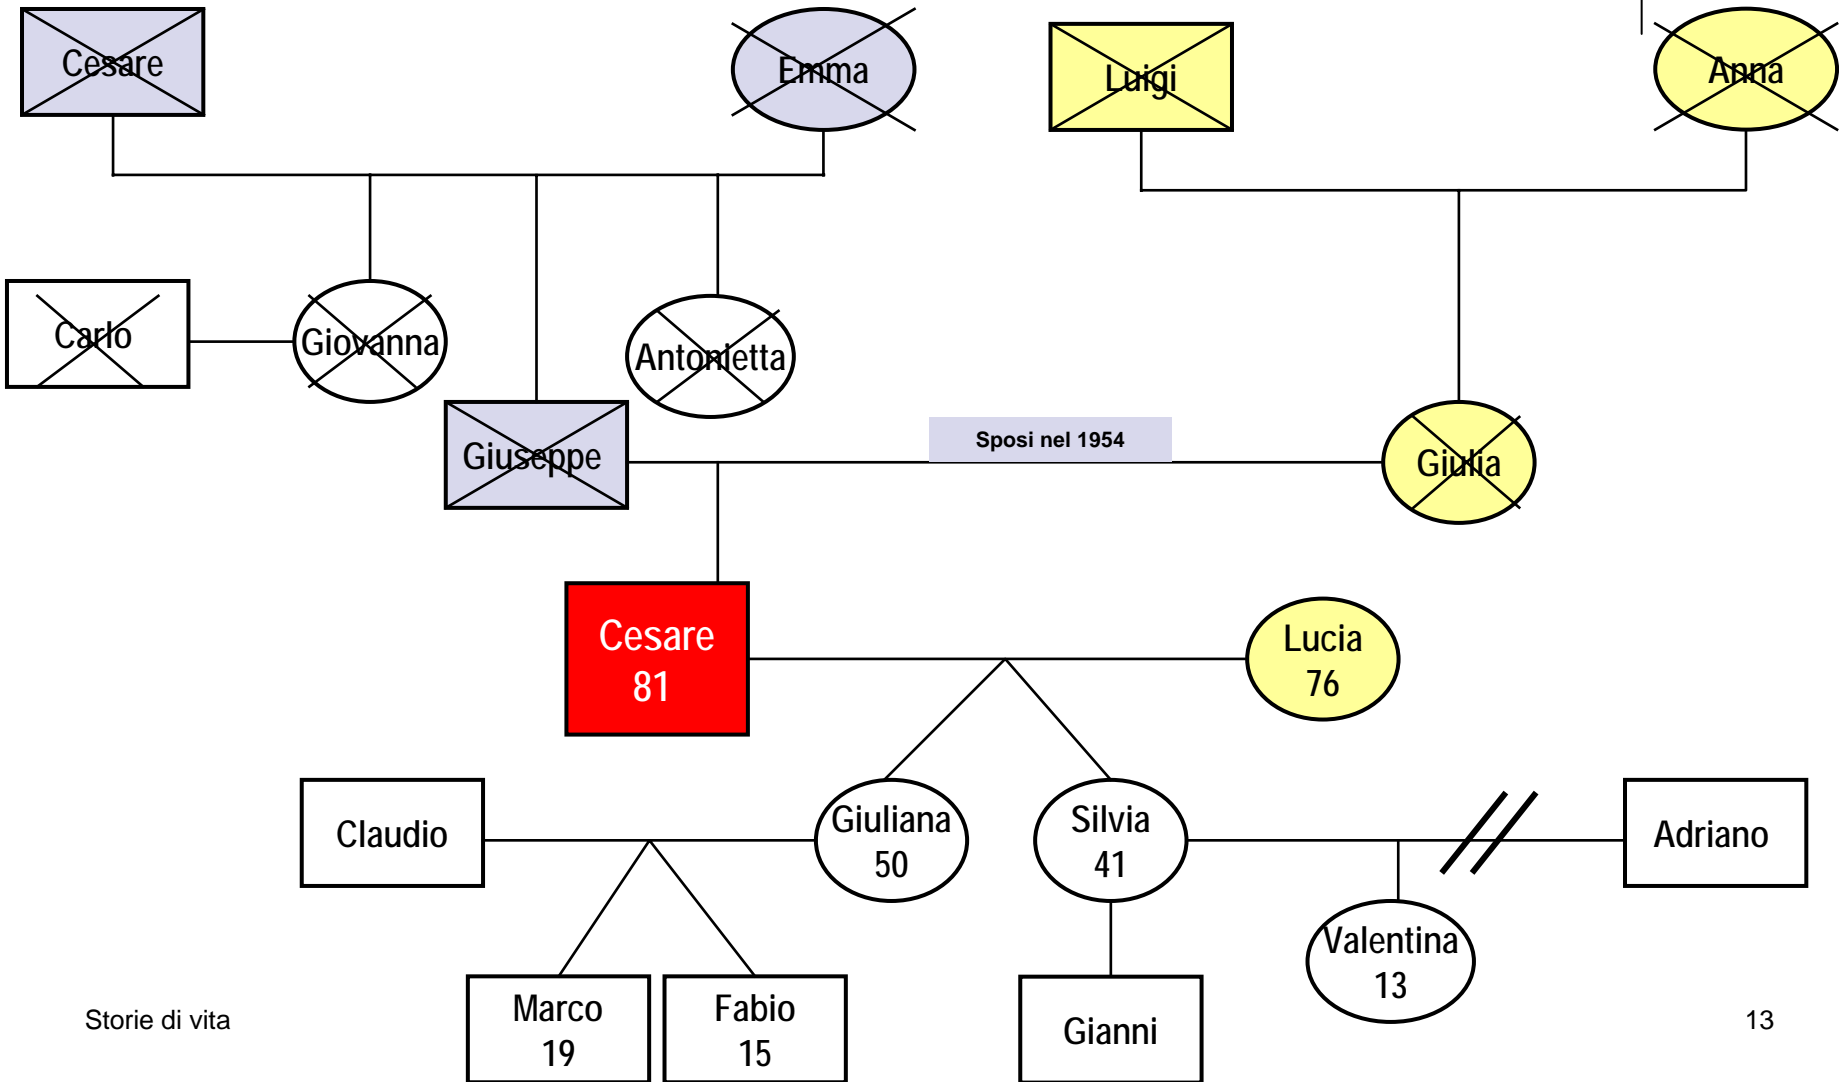 Cesare
Emma
Luigi
Anna
Carlo
Giovanna
Antonietta
Giuseppe
Sposi nel 1954
Giulia
Cesare
81
Lucia
76
Claudio
Giuliana
50
Silvia
41
Adriano
Valentina
13
Marco
19
Fabio
15
Gianni
Storie di vita
13